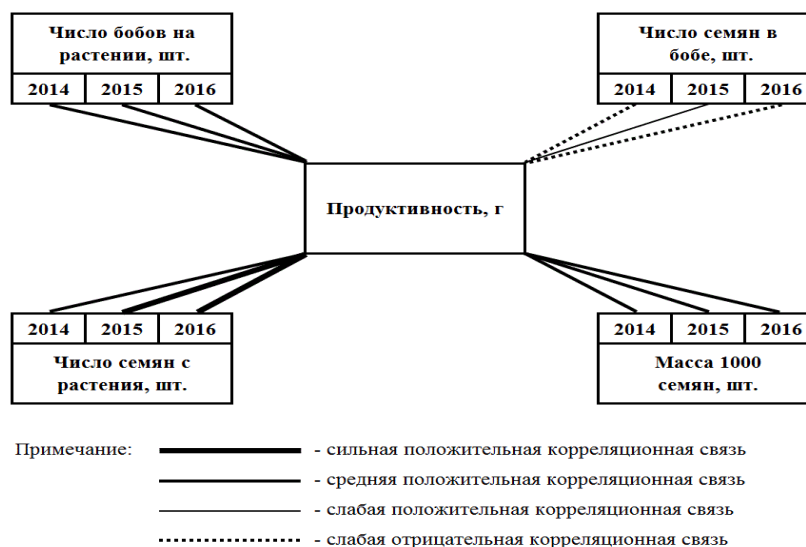 Число бобов на
растении, шт.
2014 2015 2016
Число семян в
бобе, шт.
2014 2015 2016
Продуктивность, г
2014 2015 2016
Число семян с
растения, шт.
2014 2015 2016
Масса 1000
семян, шт.
Примечание:
- сильная положительная корреляционная связь
- средняя положительная корреляционная связь
- слабая положительная корреляционная связь
- слабая отрицательная корреляционная связь